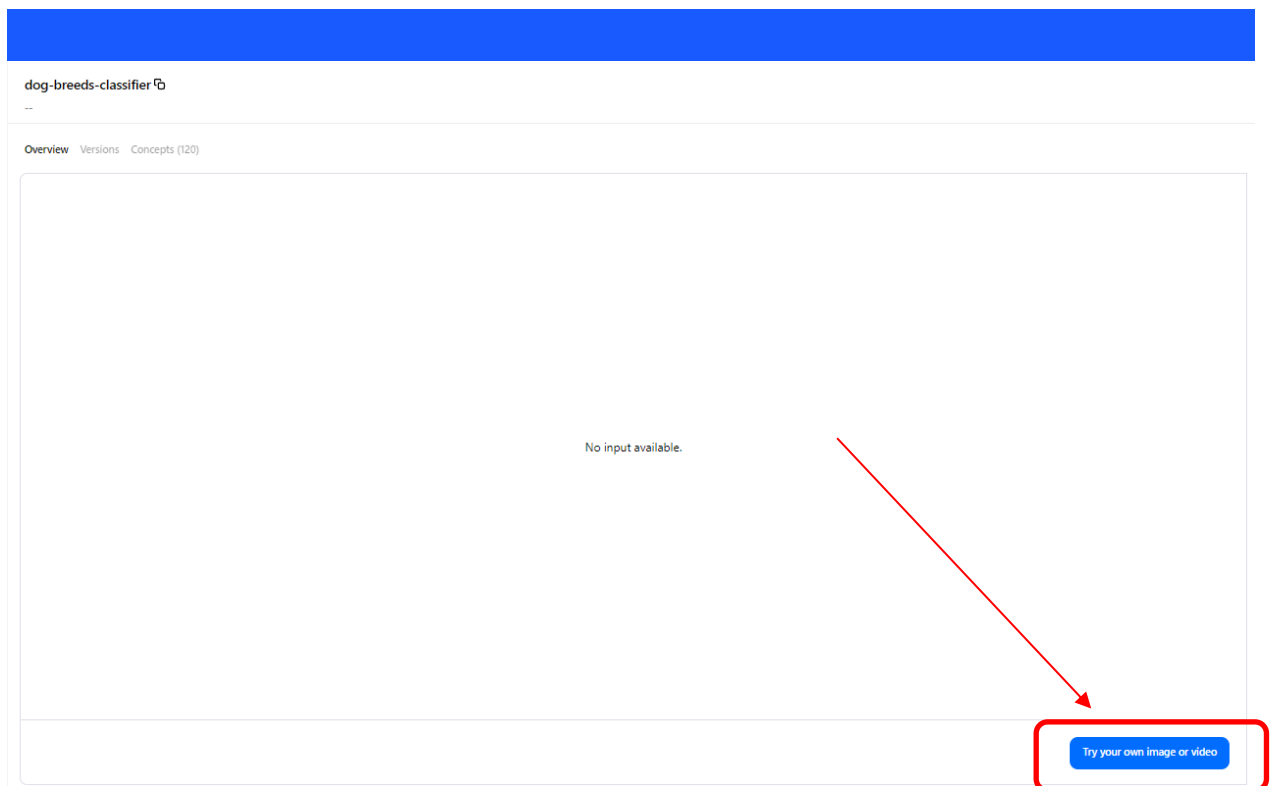 dog-breeds-classifier
--
Overview Versions Concepts (120)
No input available.
Try your own image or video